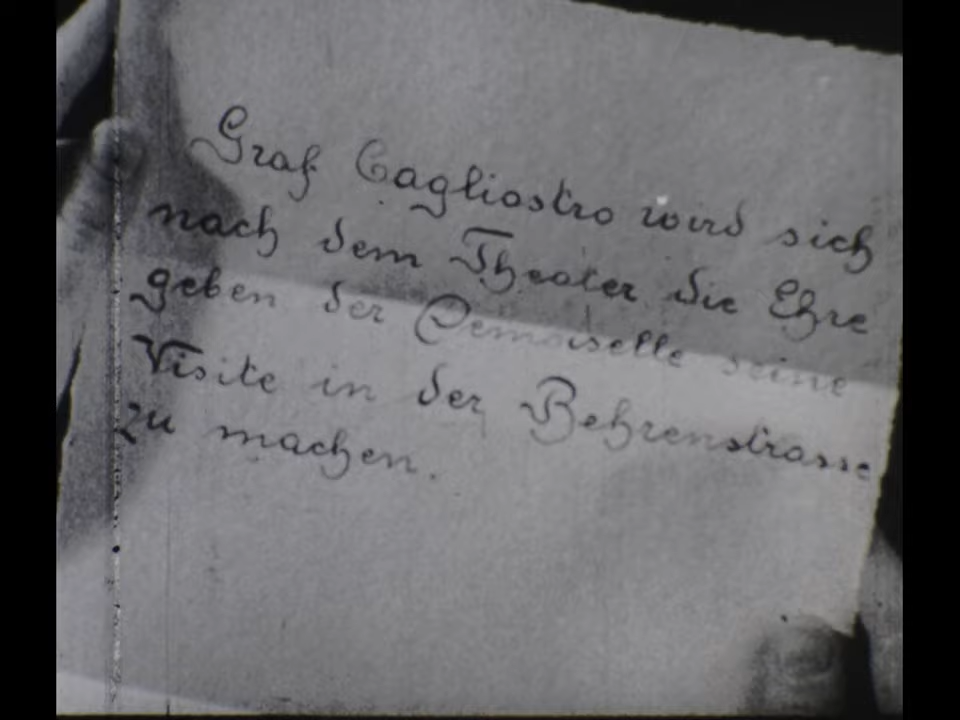 Graf Cagliostro wird sich
nach dem Theater die Ehre
geben der Demoiselle seine
Visite in der Behrenstrasse
zu machen.